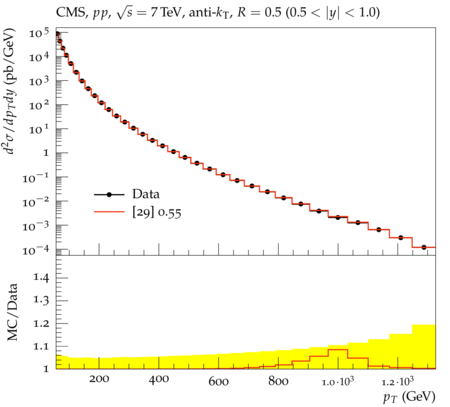 CMS, pp, √s = 7 TeV, anti-kT, R = 0.5 (0.5 < |y| < 1.0)
d²σ/dpTdy (pb/GeV)
10⁵
10⁴
10³
10²
10¹
1
10⁻¹
10⁻²
10⁻³
10⁻⁴
Data
[29] 0.55
MC/Data
1.4
1.3
1.2
1.1
1
200 400 600 800 1.0·10³ 1.2·10³
pT (GeV)